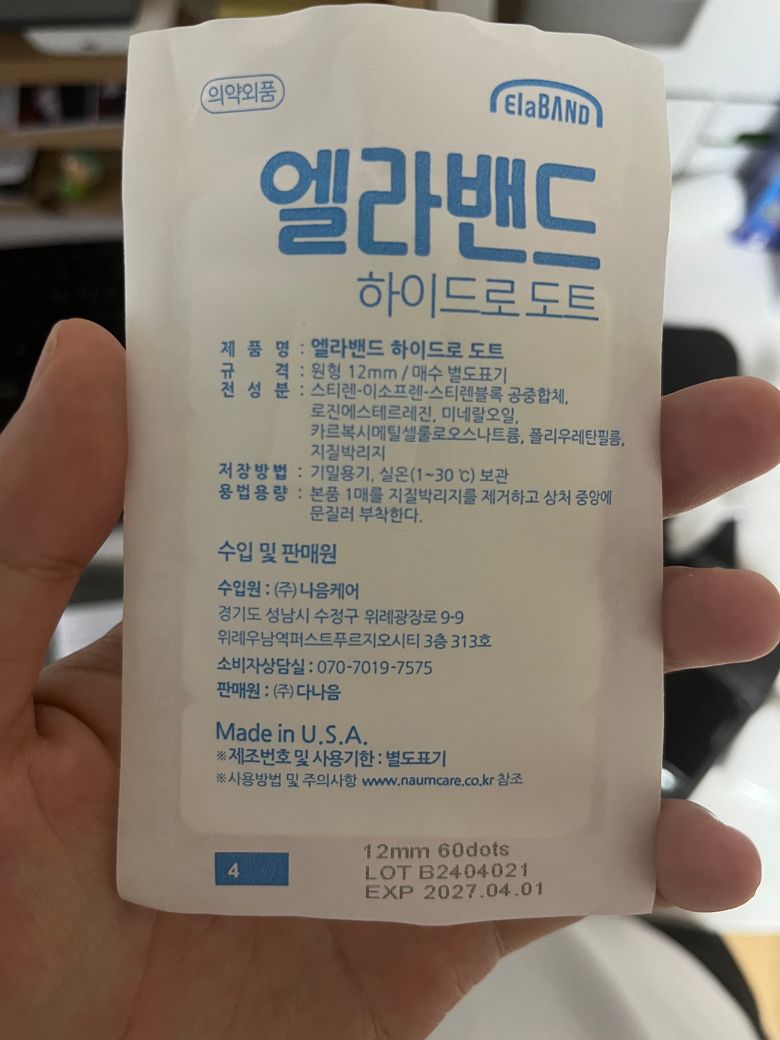 의약외품
ElaBAND
엘라밴드
하이드로 도트
제 품 명 : 엘라밴드 하이드로 도트
규 격 : 원형 12mm / 매수 별도표기
전 성 분 : 스티렌-이소프렌-스티렌블록 공중합체,
로진에스테르레진, 미네랄오일,
카르복시메틸셀룰로오스나트륨, 폴리우레탄필름,
지질박리지
저장방법 : 기밀용기, 실온(1~30 ℃) 보관
용법용량 : 본품 1매를 지질박리지를 제거하고 상처 중앙에
문질러 부착한다.
수입 및 판매원
수입원 : (주) 나음케어
경기도 성남시 수정구 위례광장로 9-9
위례우남역퍼스트푸르지오시티 3층 313호
소비자상담실 : 070-7019-7575
판매원 : (주) 다나음
Made in U.S.A.
※제조번호 및 사용기한 : 별도표기
※사용방법 및 주의사항 www.naumcare.co.kr 참조
4
12mm 60dots
LOT B2404021
EXP 2027.04.01